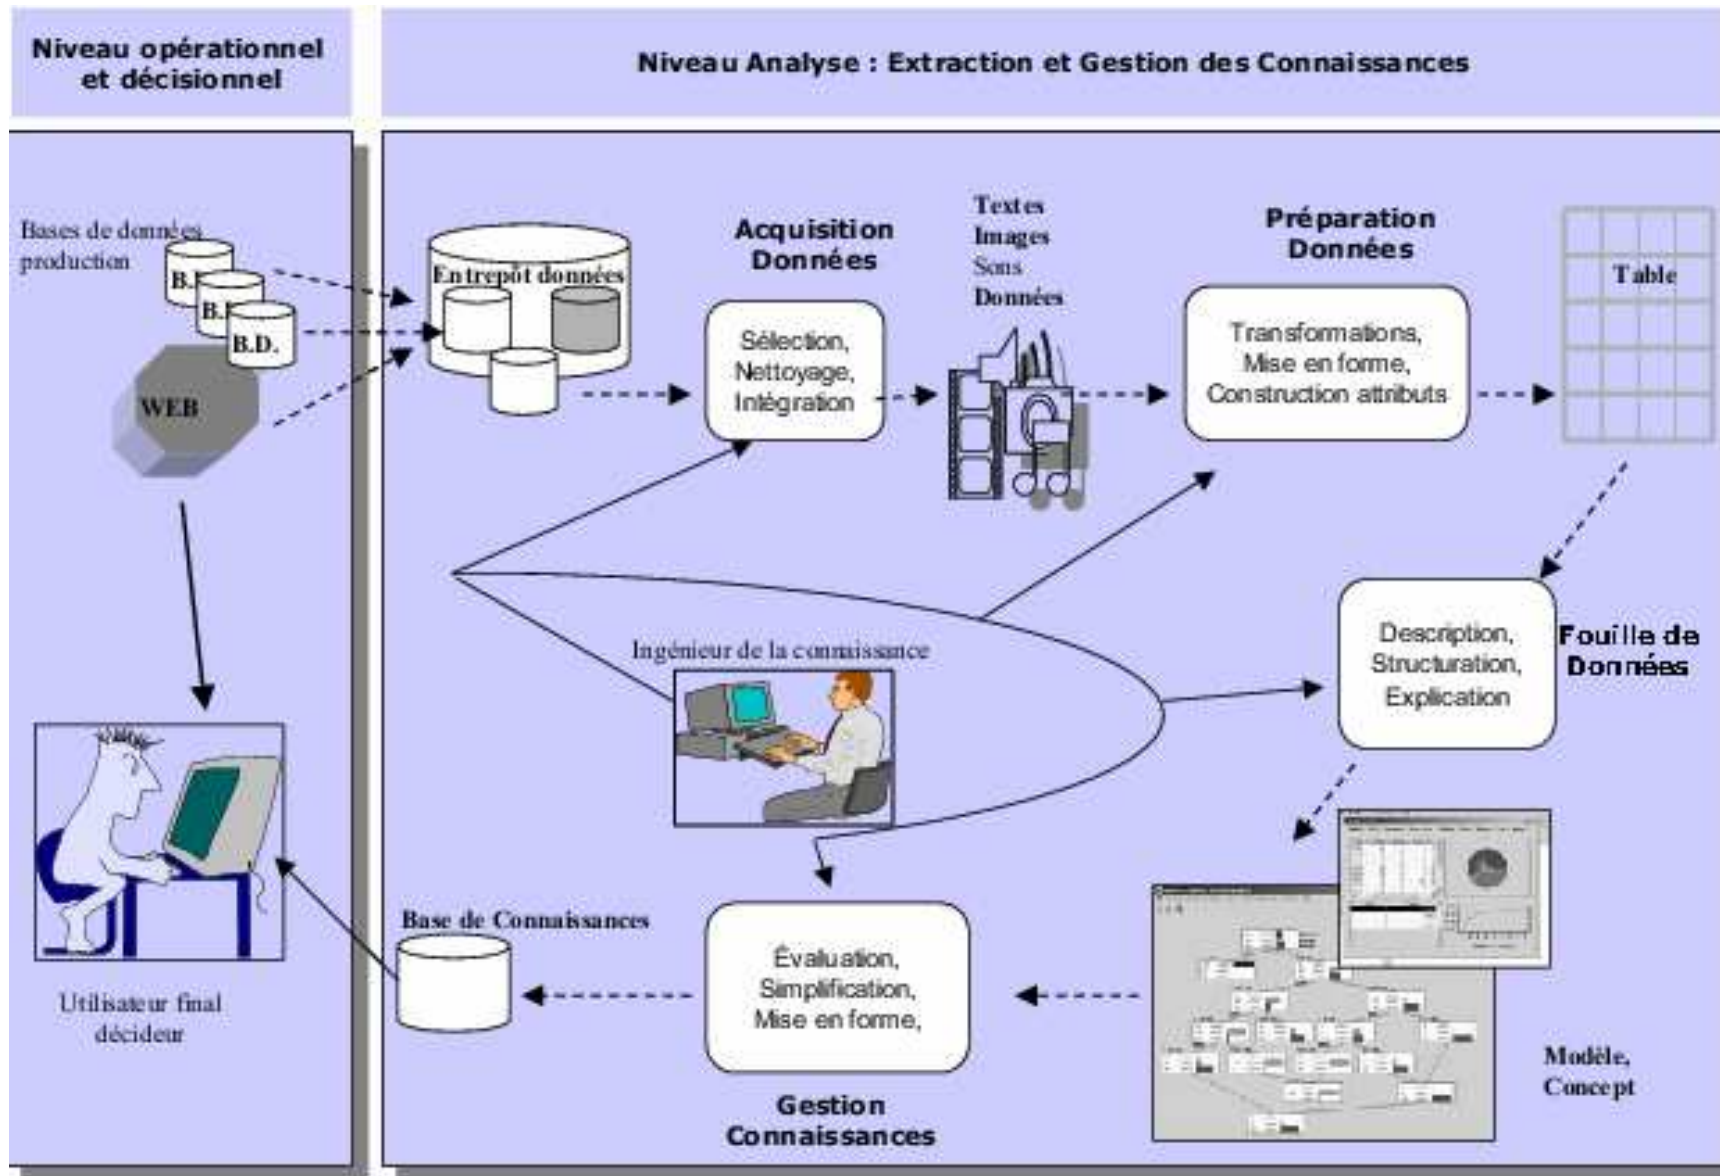 Niveau opérationnel
et décisionnel
Niveau Analyse : Extraction et Gestion des Connaissances
Bases de données
production
B.
B.
B.D.
WEB
Entrepôt données
Acquisition
Données
Sélection,
Nettoyage,
Intégration
Textes
Images
Sons
Données
Préparation
Données
Transformations,
Mise en forme,
Construction attributs
Table
Ingénieur de la connaissance
Description,
Structuration,
Explication
Fouille de
Données
Utilisateur final
décideur
Base de Connaissances
Évaluation,
Simplification,
Mise en forme,
Gestion
Connaissances
Modèle,
Concept